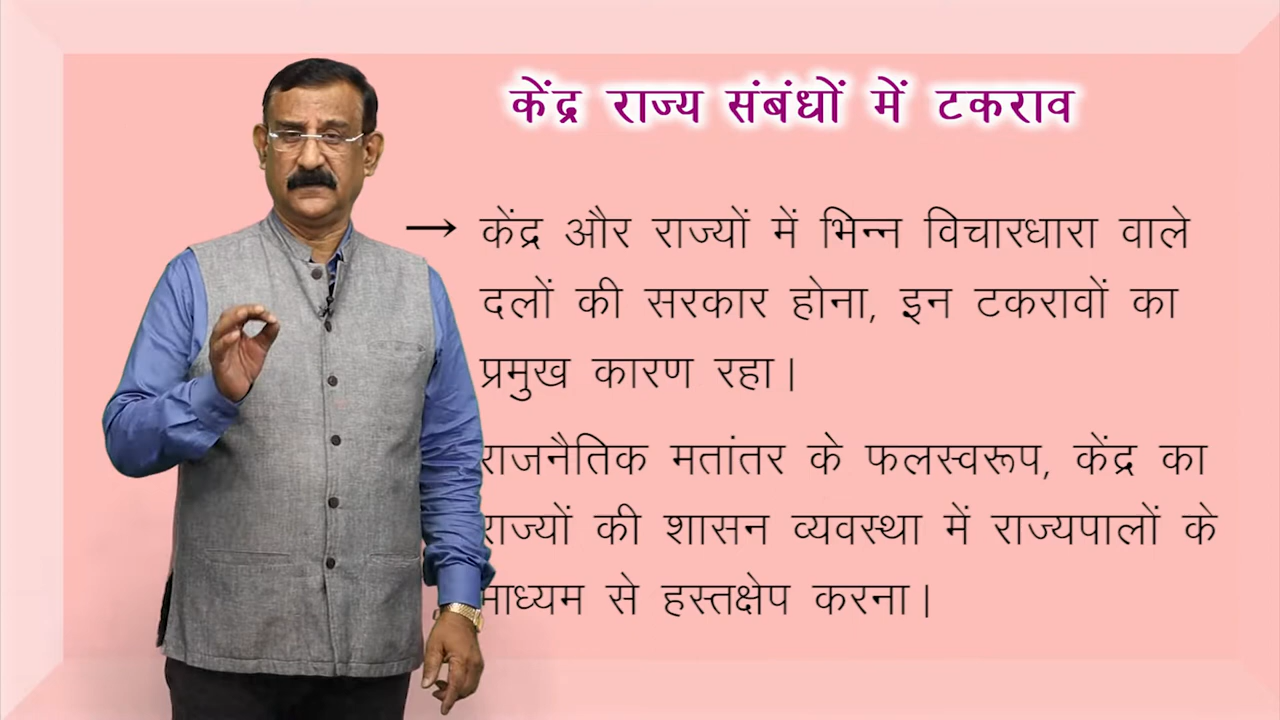 केंद्र राज्य संबंधों में टकराव
→ केंद्र और राज्यों में भिन्न विचारधारा वाले
दलों की सरकार होना, इन टकरावों का
प्रमुख कारण रहा।
राजनैतिक मतांतर के फलस्वरूप, केंद्र का
राज्यों की शासन व्यवस्था में राज्यपालों के
माध्यम से हस्तक्षेप करना।